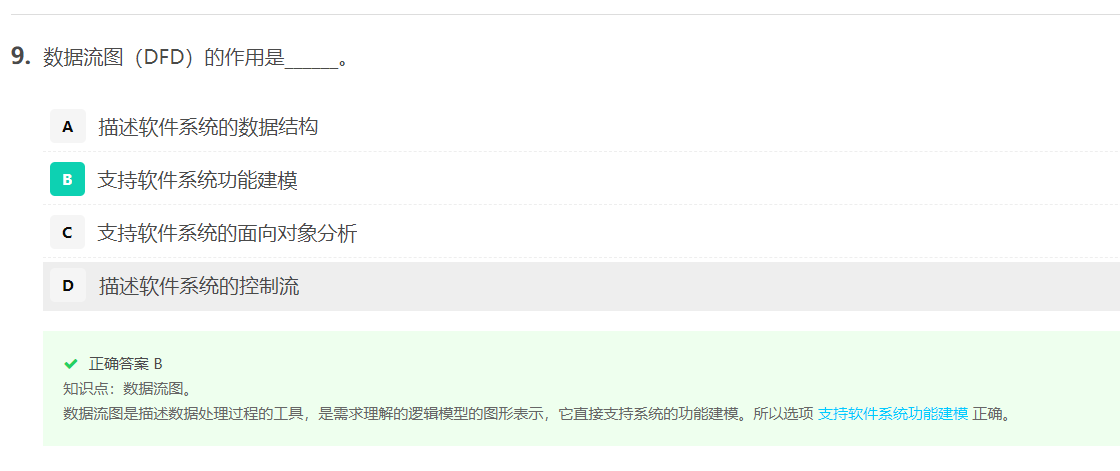 9. 数据流图（DFD）的作用是______。
A 描述软件系统的数据结构
B 支持软件系统功能建模
C 支持软件系统的面向对象分析
D 描述软件系统的控制流
正确答案 B
知识点：数据流图。
数据流图是描述数据处理过程的工具，是需求理解的逻辑模型的图形表示，它直接支持系统的功能建模。所以选项 支持软件系统功能建模 正确。